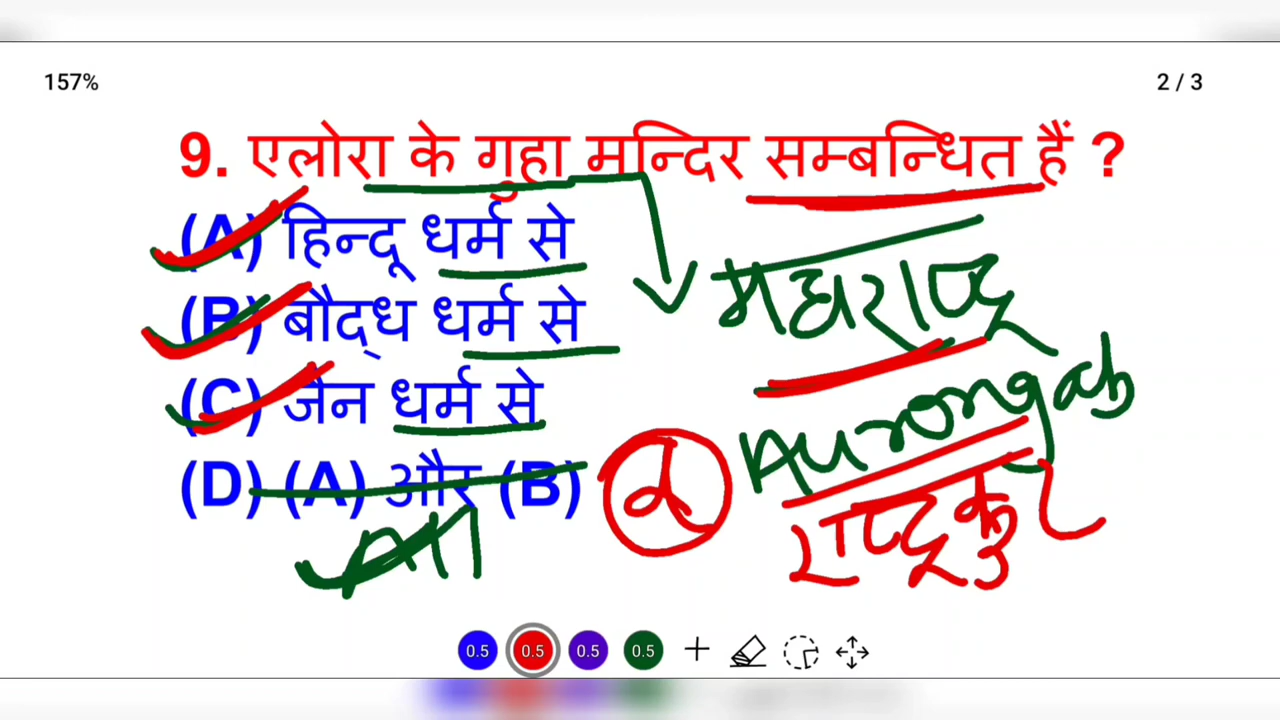 157%
2 / 3
9. एलोरा के गुहा मन्दिर सम्बन्धित हैं ?
(A) हिन्दू धर्म से
(B) बौद्ध धर्म से
(C) जैन धर्म से
(D) (A) और (B)
All
महाराष्ट्र
Aurongab
राष्ट्रकु
0.5 0.5 0.5 0.5